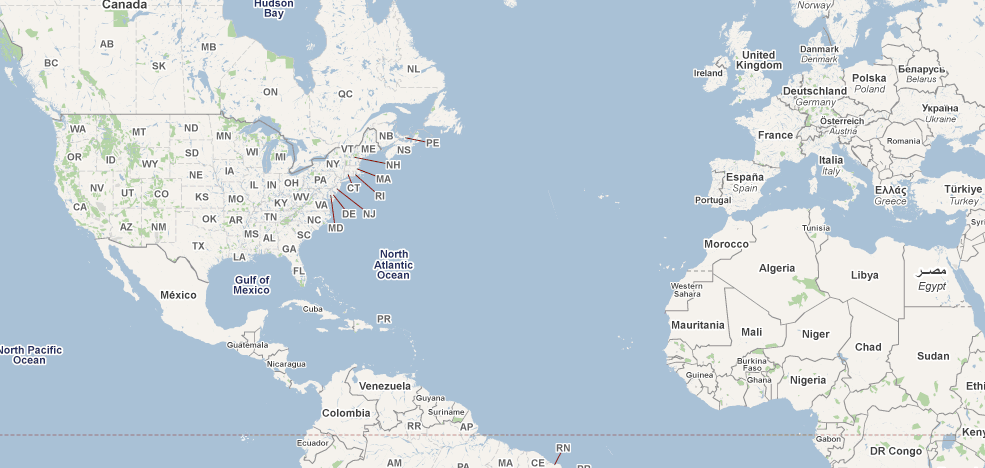 Canada
Hudson
Bay
Norway
AB
MB
BC
SK
NL
ON
QC
United
Kingdom
Ireland
Danmark
Denmark
Deutschland
Germany
Polska
Poland
Беларусь
Belarus
Україна
Ukraine
Österreich
Austria
France
Romania
Italia
Italy
España
Spain
Portugal
Ελλάς
Greece
Türkiye
Turkey
WA
MT
ND
MN
OR
ID
WY
SD
WI
MI
VT
ME
NB
PE
NS
NY
NH
MA
RI
CT
NV
UT
CO
NE
IA
IL
IN
OH
PA
NJ
DE
MD
CA
AZ
NM
KS
MO
KY
WV
VA
OK
AR
TN
NC
SC
TX
LA
MS
AL
GA
FL
North
Atlantic
Ocean
Gulf of
Mexico
México
Cuba
PR
Guatemala
Nicaragua
North Pacific
Ocean
Venezuela
Guyana
Suriname
Colombia
RR
AP
Ecuador
AM
PA
MA
CE
RN
Morocco
Tunisia
Algeria
Libya
مصر
Egypt
Western
Sahara
Mauritania
Mali
Niger
Chad
Sudan
Burkina
Faso
Guinea
Ghana
Nigeria
Gabon
DR Congo